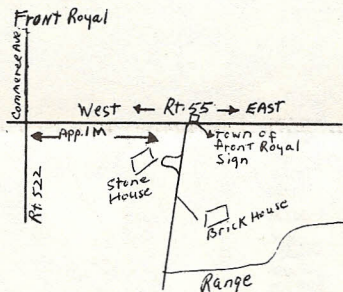 Front Royal
Commerce Ave.
West ← Rt. 55 → EAST
App. 1 M
town of
front Royal
Sign
Stone
House
Rt. 522
Brick House
Range